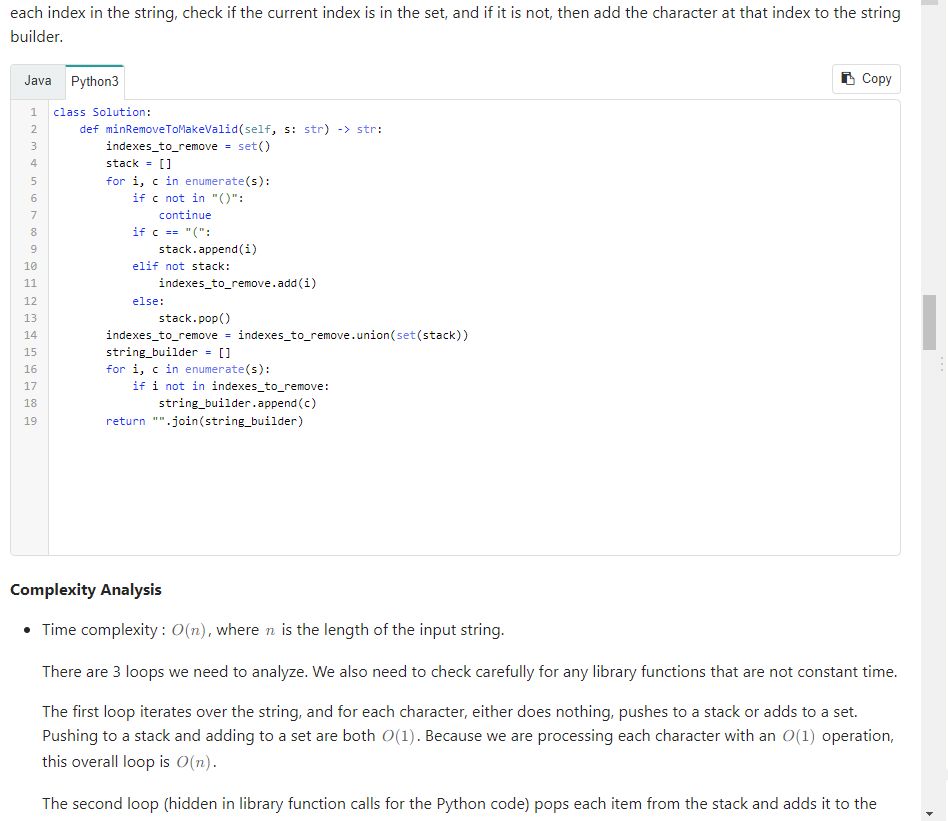 each index in the string, check if the current index is in the set, and if it is not, then add the character at that index to the string
builder.
Java Python3 Copy
1 class Solution:
2     def minRemoveToMakeValid(self, s: str) -> str:
3         indexes_to_remove = set()
4         stack = []
5         for i, c in enumerate(s):
6             if c not in "()":
7                 continue
8             if c == "(":
9                 stack.append(i)
10             elif not stack:
11                 indexes_to_remove.add(i)
12             else:
13                 stack.pop()
14         indexes_to_remove = indexes_to_remove.union(set(stack))
15         string_builder = []
16         for i, c in enumerate(s):
17             if i not in indexes_to_remove:
18                 string_builder.append(c)
19         return "".join(string_builder)
Complexity Analysis
• Time complexity : O(n), where n is the length of the input string.
There are 3 loops we need to analyze. We also need to check carefully for any library functions that are not constant time.
The first loop iterates over the string, and for each character, either does nothing, pushes to a stack or adds to a set.
Pushing to a stack and adding to a set are both O(1). Because we are processing each character with an O(1) operation,
this overall loop is O(n).
The second loop (hidden in library function calls for the Python code) pops each item from the stack and adds it to the